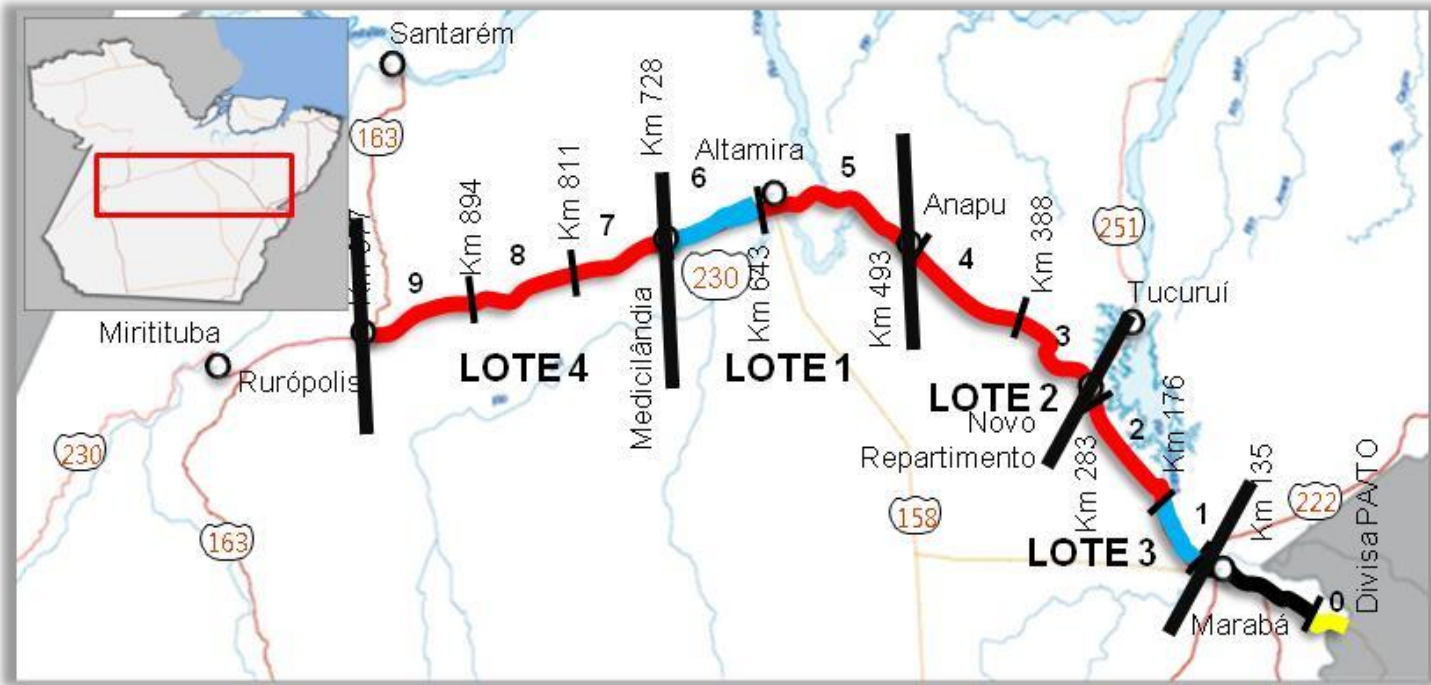 Santarém
163
Km 894
Km 811
Km 728
6
Altamira
5
Anapu
Km 388
251
Tucuruí
9
8
7
230
Km 643
Km 493
4
3
Miritituba
Rurópolis
LOTE 4
Medicilândia
LOTE 1
LOTE 2
Novo
Repartimento
2
Km 176
Km 283
230
163
158
1
Km 135
222
LOTE 3
Marabá
0
DivisaPA/TO